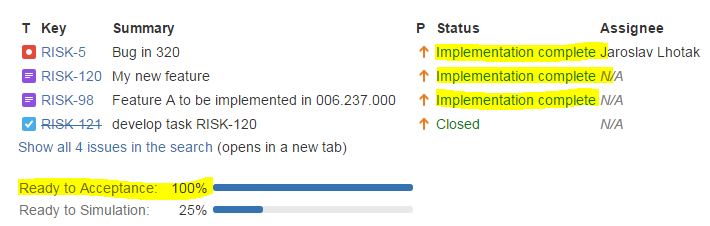 T Key Summary P Status Assignee
RISK-5 Bug in 320 Implementation complete Jaroslav Lhotak
RISK-120 My new feature Implementation complete N/A
RISK-98 Feature A to be implemented in 006.237.000 Implementation complete N/A
RISK-121 develop task RISK-120 Closed N/A
Show all 4 issues in the search (opens in a new tab)
Ready to Acceptance: 100%
Ready to Simulation: 25%